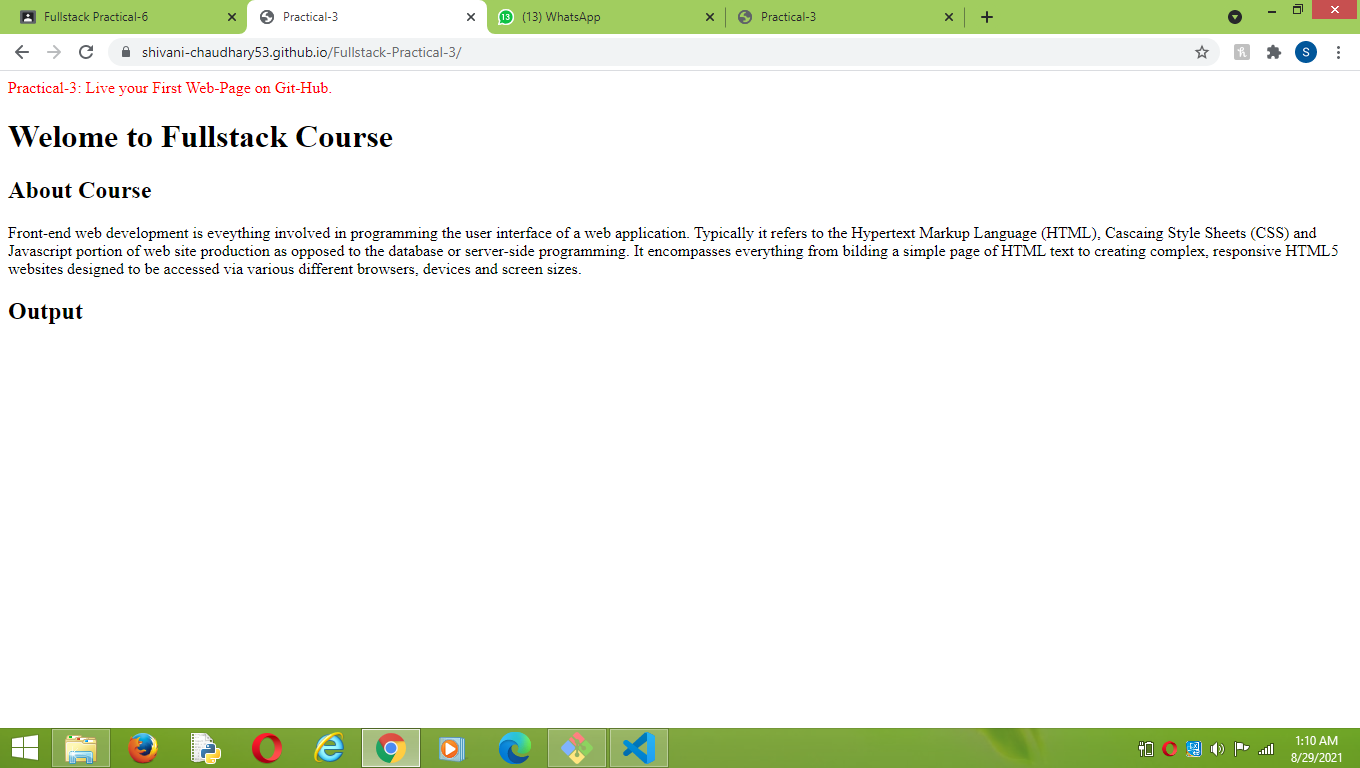 Fullstack Practical-6
Practical-3
(13) WhatsApp
Practical-3
shivani-chaudhary53.github.io/Fullstack-Practical-3/
S
Practical-3: Live your First Web-Page on Git-Hub.
Welome to Fullstack Course
About Course
Front-end web development is eveything involved in programming the user interface of a web application. Typically it refers to the Hypertext Markup Language (HTML), Cascaing Style Sheets (CSS) and
Javascript portion of web site production as opposed to the database or server-side programming. It encompasses everything from bilding a simple page of HTML text to creating complex, responsive HTML5
websites designed to be accessed via various different browsers, devices and screen sizes.
Output
1:10 AM
8/29/2021